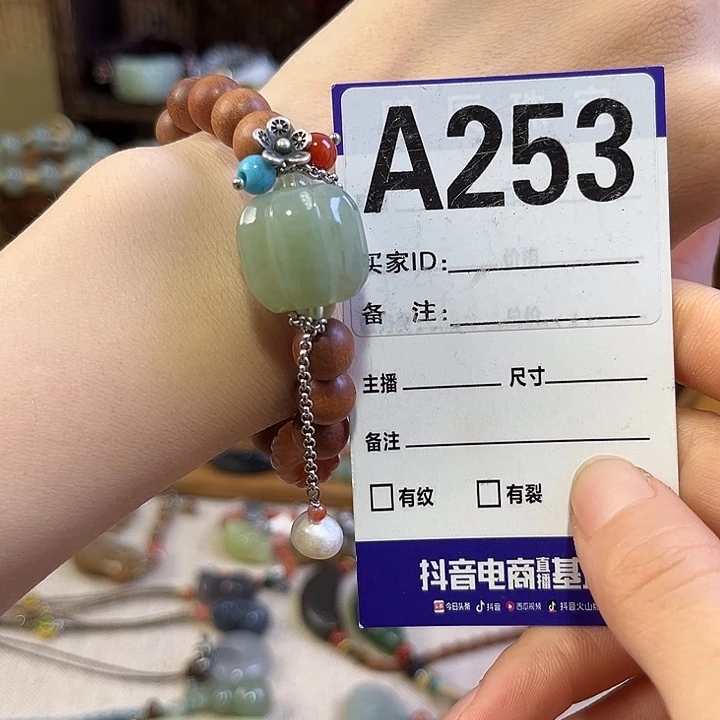 A253
买家ID:
备 注:
主播 尺寸
备注
有纹 有裂
抖音电商直播基
今日头条 抖音 西瓜视频 抖音火山版